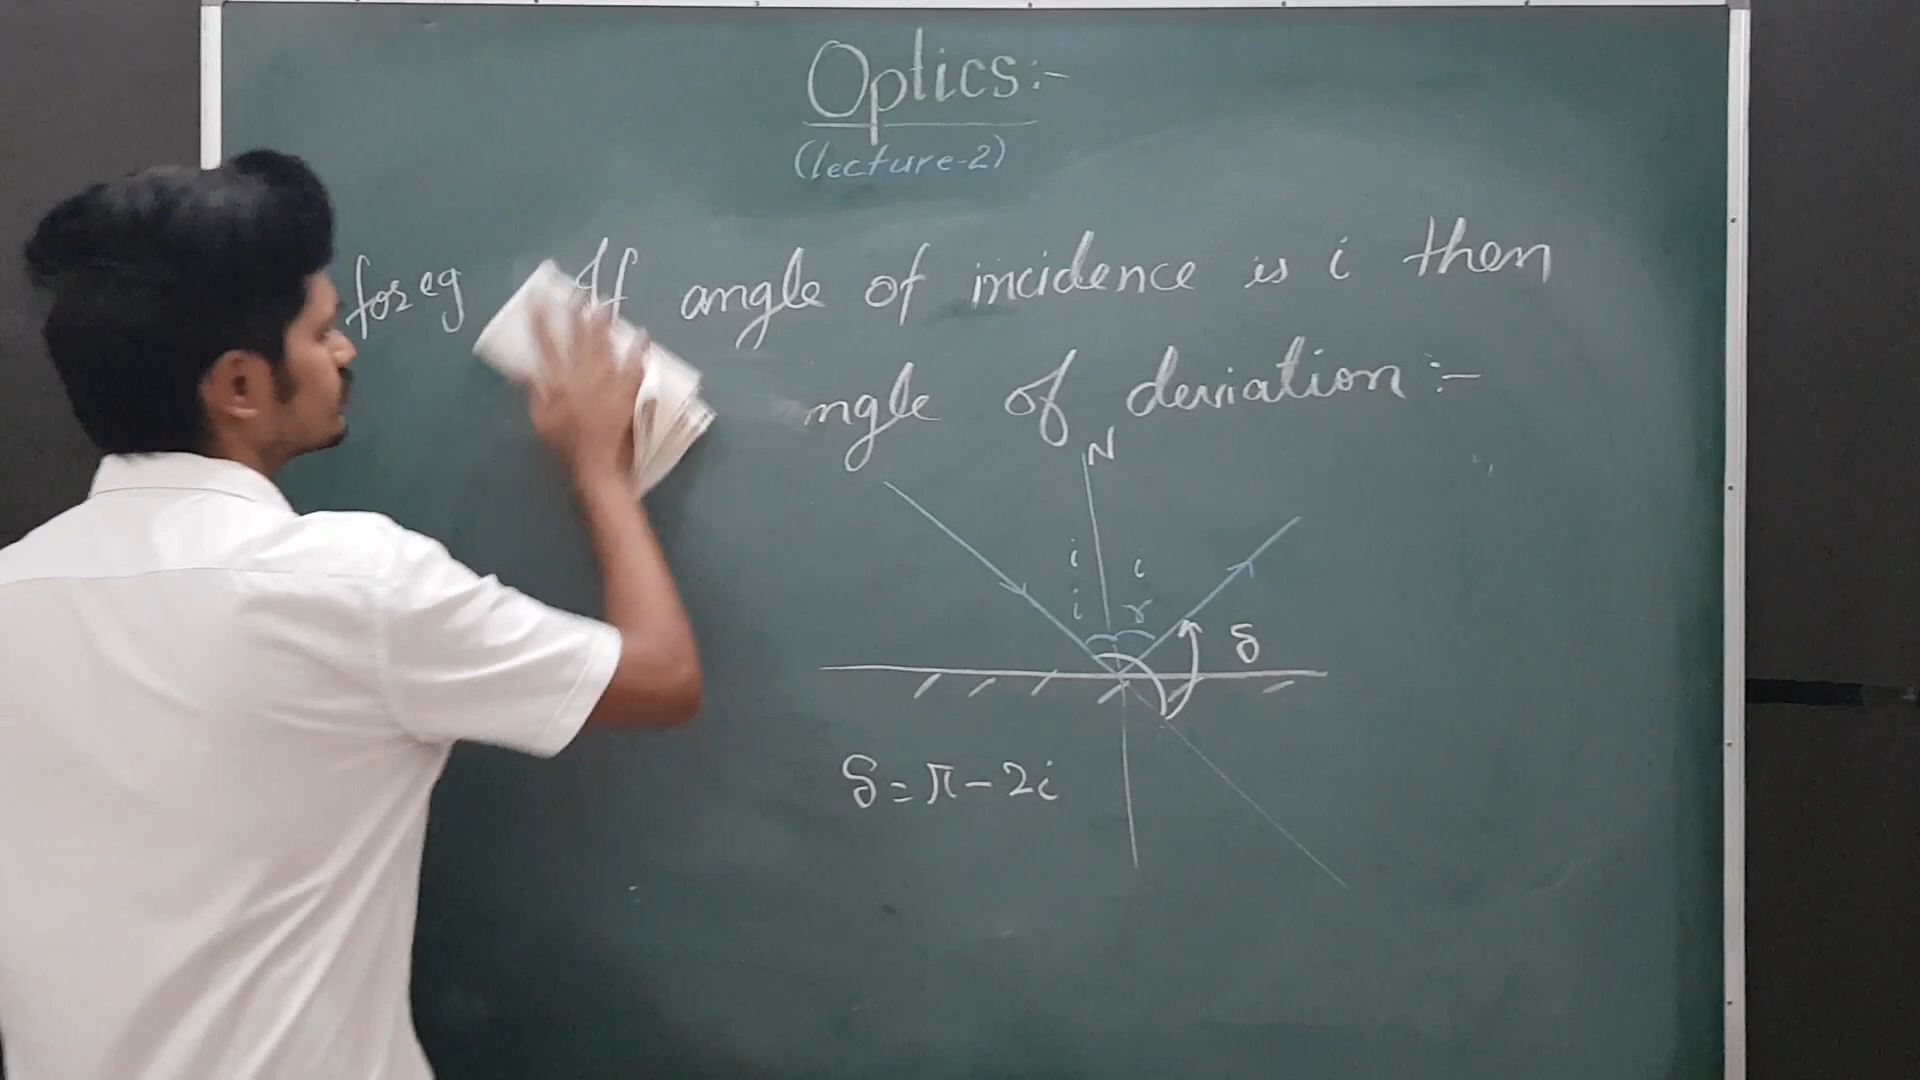 Optics:-
(lecture-2)
for eg If angle of incidence is i then
ngle of deviation:-
N
i i
i r
δ
δ = π - 2i